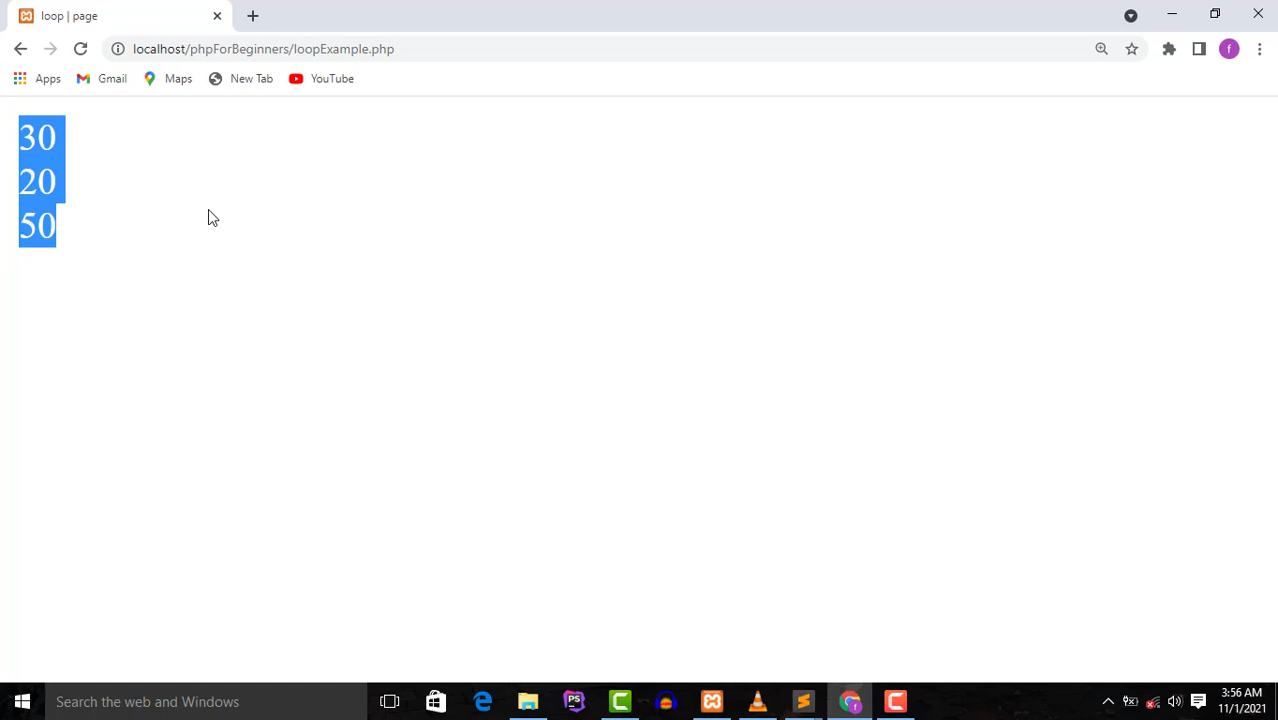 loop | page
localhost/phpForBeginners/loopExample.php
f
Apps Gmail Maps New Tab YouTube
30
20
50
Search the web and Windows
PS
3:56 AM
11/1/2021